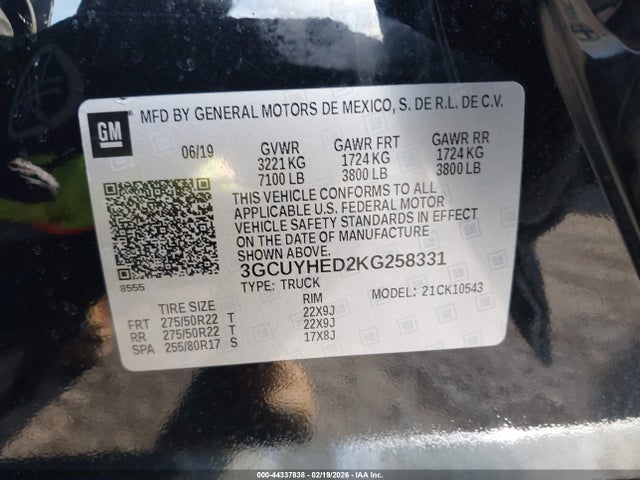 GM
MFD BY GENERAL MOTORS DE MEXICO, S. DE R.L. DE C.V.
06/19 GVWR GAWR FRT GAWR RR
3221 KG 1724 KG 1724 KG
7100 LB 3800 LB 3800 LB
THIS VEHICLE CONFORMS TO ALL
APPLICABLE U.S. FEDERAL MOTOR
VEHICLE SAFETY STANDARDS IN EFFECT
ON THE DATE OF MANUFACTURE
SHOWN ABOVE.
3GCUYHED2KG258331
8555
TYPE: TRUCK MODEL: 21CK10543
TIRE SIZE RIM
FRT 275/50R22 T 22X9J
RR 275/50R22 T 22X9J
SPA 255/80R17 S 17X8J
000-44337838 - 02/19/2026 - IAA, Inc.